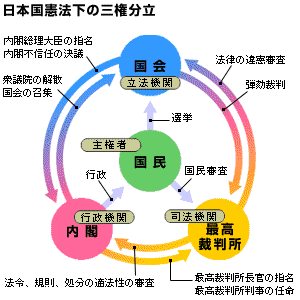 日本国憲法下の三権分立
内閣総理大臣の指名
内閣不信任の決議
国会
立法機関
法律の違憲審査
弾劾裁判
衆議院の解散
国会の召集
選挙
主権者
国民
行政
国民審査
行政機関
内閣
司法機関
最高
裁判所
法令、規則、処分の適法性の審査
最高裁判所長官の指名
最高裁判所判事の任命